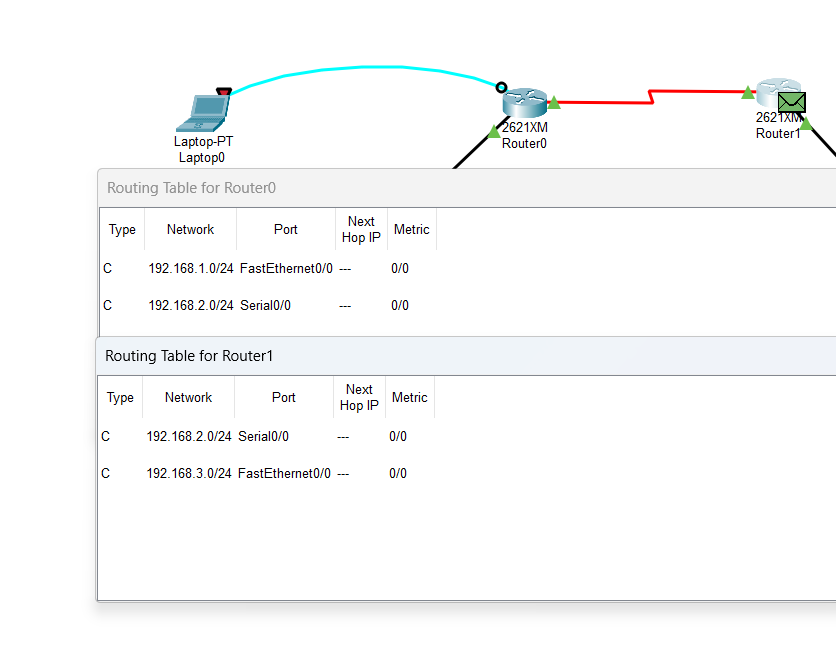 Laptop-PT
Laptop0
2621XM
Router0
2621XM
Router1
Routing Table for Router0
Type Network Port Next Hop IP Metric
C 192.168.1.0/24 FastEthernet0/0 --- 0/0
C 192.168.2.0/24 Serial0/0 --- 0/0
Routing Table for Router1
Type Network Port Next Hop IP Metric
C 192.168.2.0/24 Serial0/0 --- 0/0
C 192.168.3.0/24 FastEthernet0/0 --- 0/0